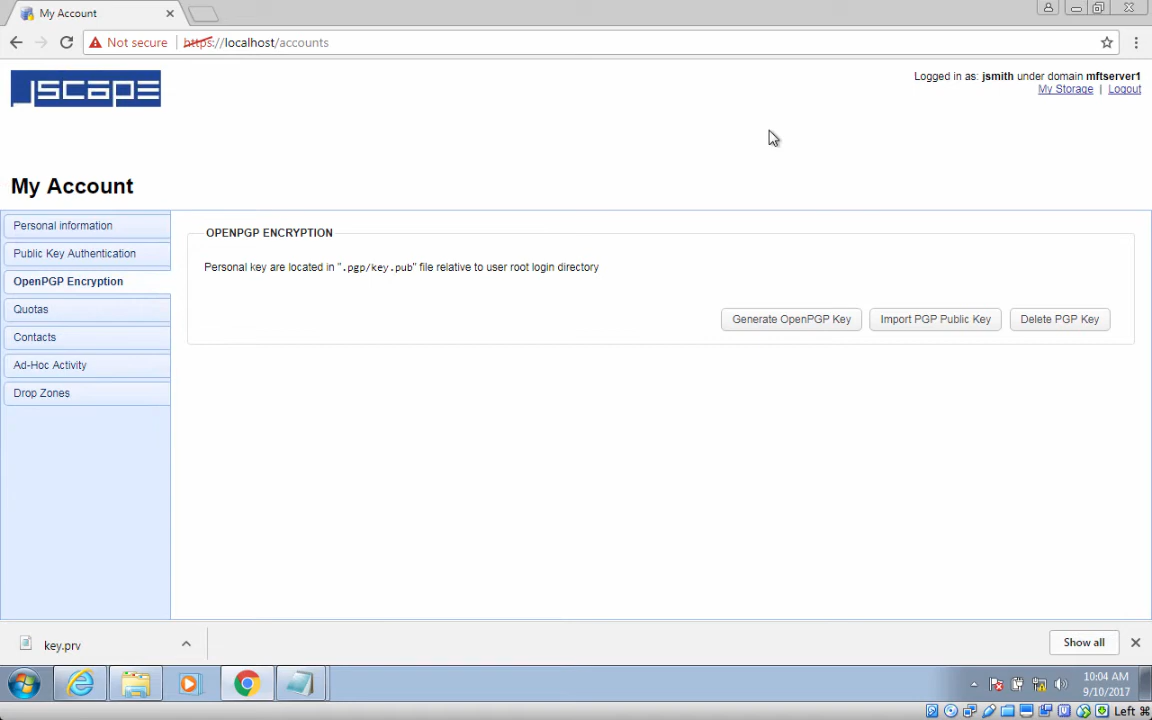 My Account
Not secure
https://localhost/accounts
JSCAPE
Logged in as: jsmith under domain mftserver1
My Storage | Logout
My Account
Personal information
Public Key Authentication
OpenPGP Encryption
Quotas
Contacts
Ad-Hoc Activity
Drop Zones
OPENPGP ENCRYPTION
Personal key are located in ".pgp/key.pub" file relative to user root login directory
Generate OpenPGP Key
Import PGP Public Key
Delete PGP Key
key.prv
Show all
10:04 AM
9/10/2017
Left ⌘